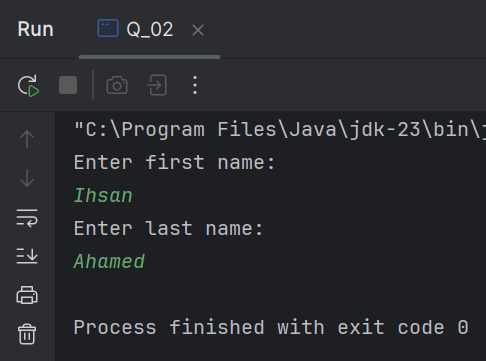 Run Q_02
"C:\Program Files\Java\jdk-23\bin\j
Enter first name:
Ihsan
Enter last name:
Ahamed
Process finished with exit code 0